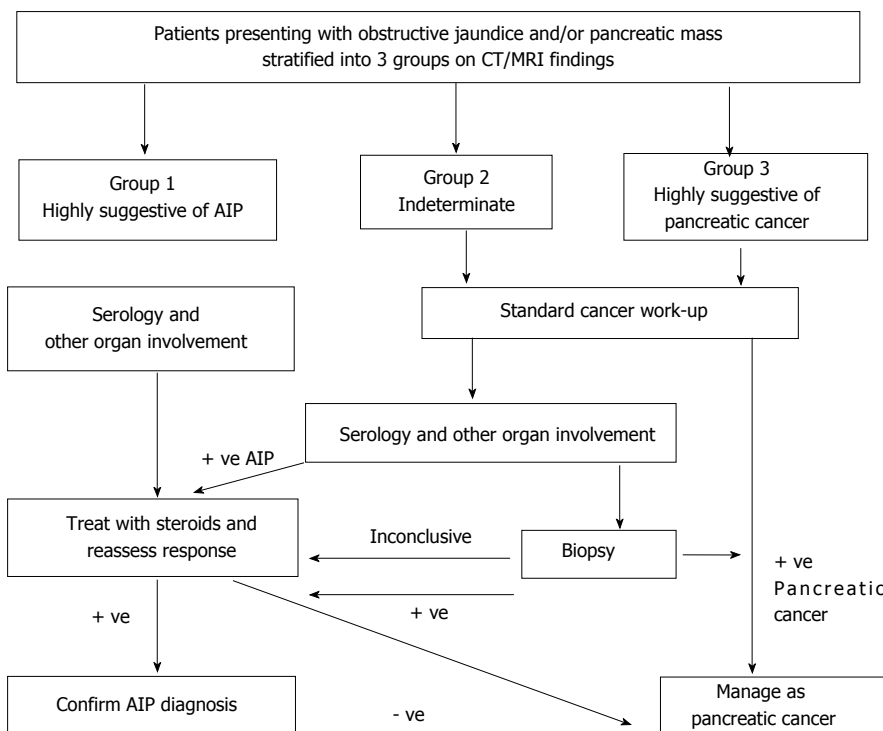 Patients presenting with obstructive jaundice and/or pancreatic mass
stratified into 3 groups on CT/MRI findings
Group 1
Highly suggestive of AIP
Group 2
Indeterminate
Group 3
Highly suggestive of
pancreatic cancer
Serology and
other organ involvement
Standard cancer work-up
Serology and other organ involvement
+ ve AIP
Treat with steroids and
reassess response
Inconclusive
Biopsy
+ ve
Pancreatic
cancer
+ ve
+ ve
Confirm AIP diagnosis
- ve
Manage as
pancreatic cancer